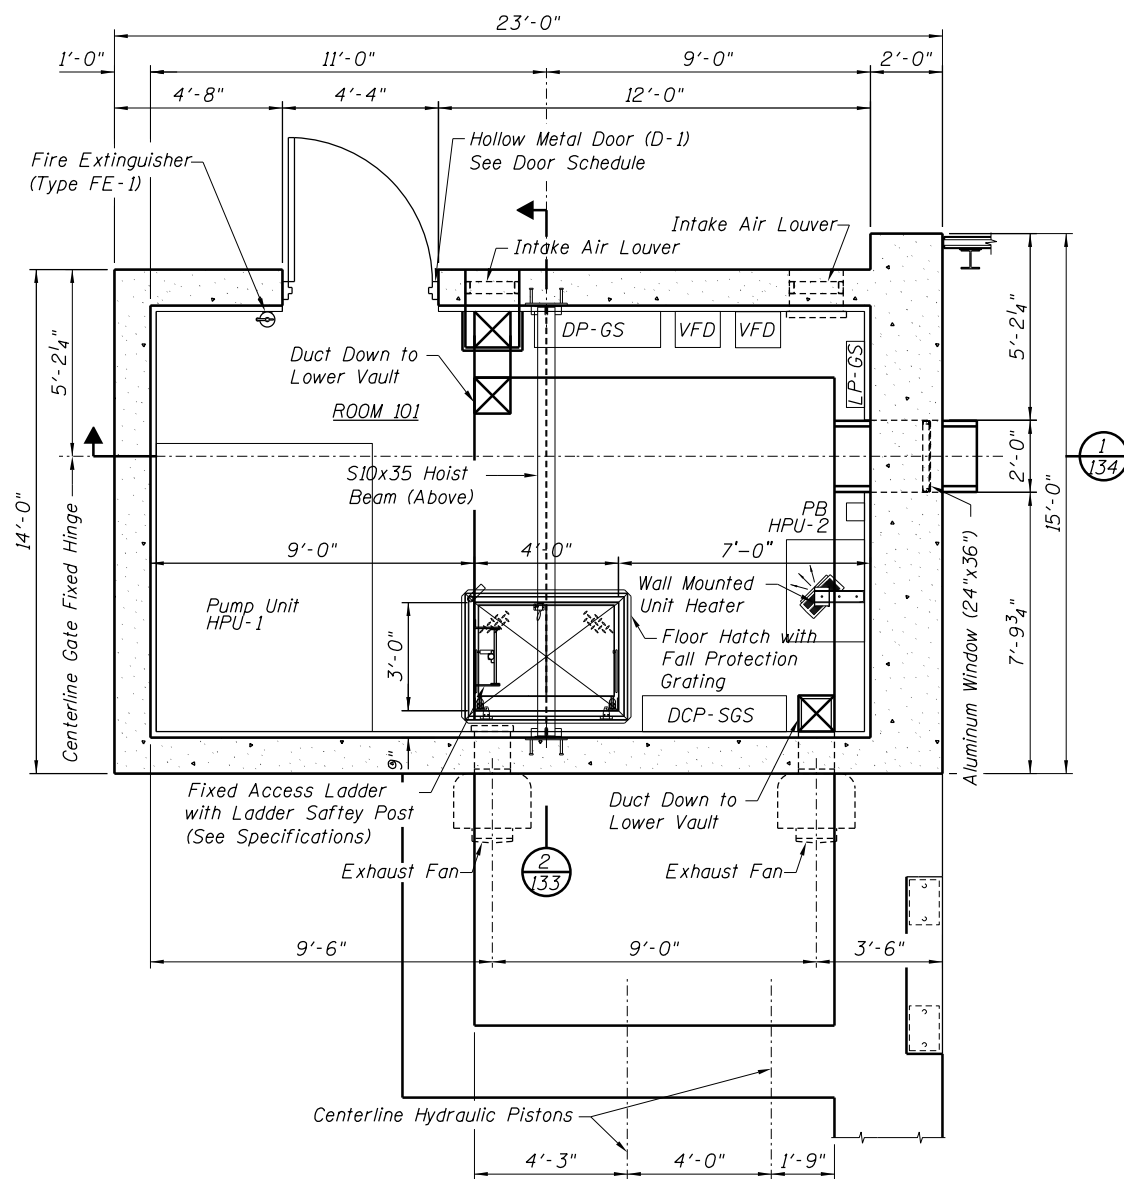 23'-0"
1'-0"
11'-0"
9'-0"
2'-0"
4'-8"
4'-4"
12'-0"
Hollow Metal Door (D-1)
See Door Schedule
Fire Extinguisher
(Type FE-1)
Intake Air Louver
Intake Air Louver
5'-2¼"
14'-0"
Centerline Gate Fixed Hinge
DP-GS
VFD
VFD
LP-GS
Duct Down to
Lower Vault
ROOM 101
S10x35 Hoist
Beam (Above)
5'-2¼"
2'-0"
15'-0"
7'-9¾"
1
134
Aluminum Window (24"x36")
PB
HPU-2
9'-0"
4'-0"
7'-0"
Pump Unit
HPU-1
3'-0"
Wall Mounted
Unit Heater
Floor Hatch with
Fall Protection
Grating
DCP-SGS
9"
Fixed Access Ladder
with Ladder Saftey Post
(See Specifications)
Duct Down to
Lower Vault
Exhaust Fan
2
133
Exhaust Fan
9'-6"
9'-0"
3'-6"
Centerline Hydraulic Pistons
4'-3"
4'-0"
1'-9"